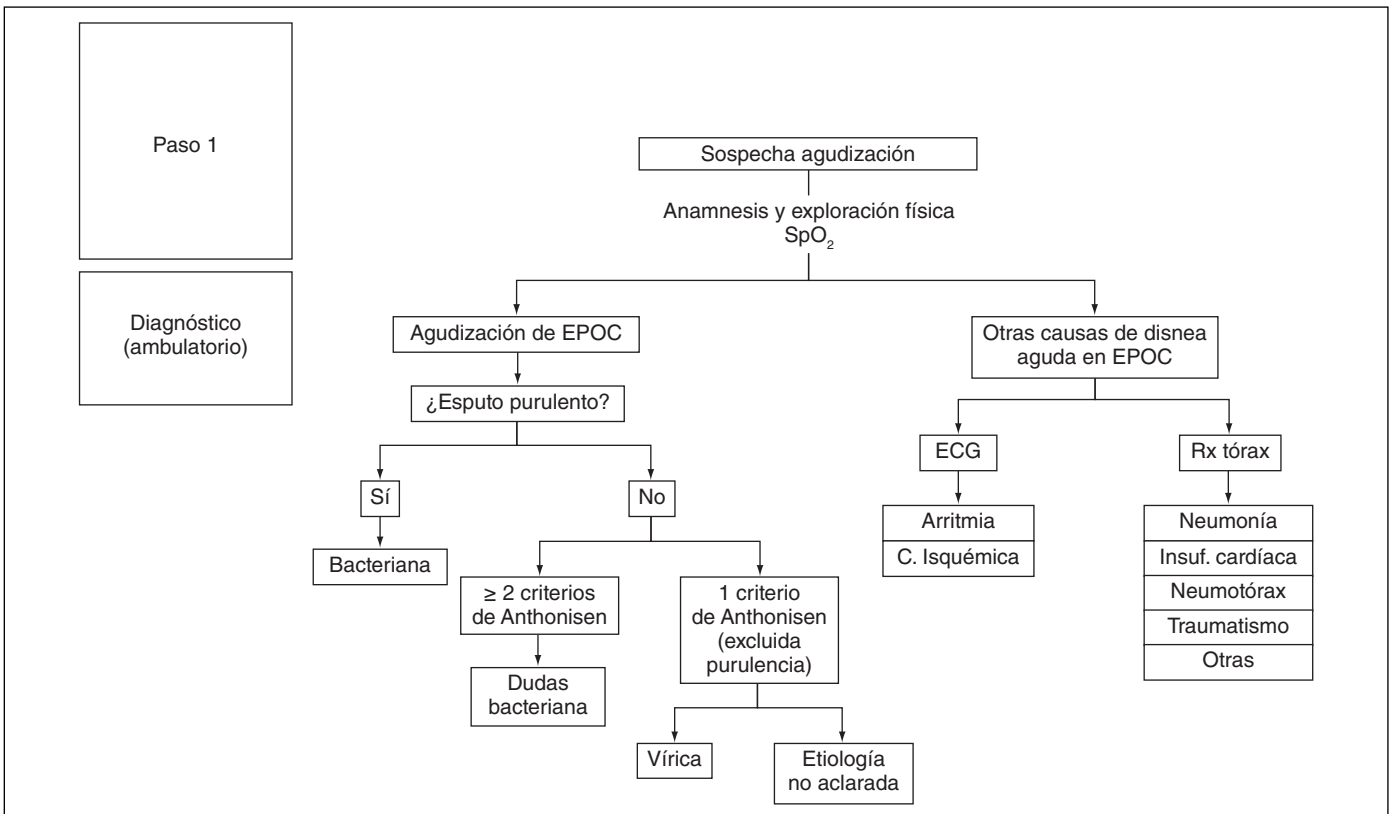 Paso 1
Diagnóstico
(ambulatorio)
Sospecha agudización
Anamnesis y exploración física
SpO₂
Agudización de EPOC
¿Esputo purulento?
Sí
No
Bacteriana
≥ 2 criterios
de Anthonisen
Dudas
bacteriana
1 criterio
de Anthonisen
(excluida
purulencia)
Vírica
Etiología
no aclarada
Otras causas de disnea
aguda en EPOC
ECG
Arritmia
C. Isquémica
Rx tórax
Neumonía
Insuf. cardíaca
Neumotórax
Traumatismo
Otras